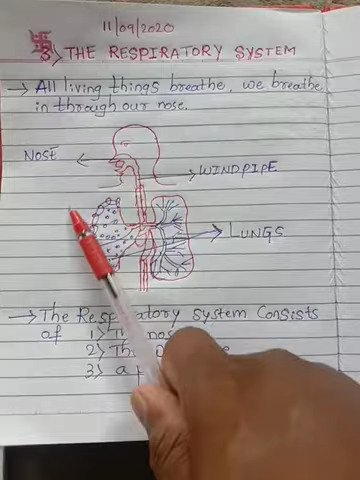 11/09/2020
3) THE RESPIRATORY SYSTEM
→ All living things breathe, we breathe
in through our nose.
NOSE
WINDPIPE
LUNGS
→ The Respiratory System Consists
of 1)
2)
3) a